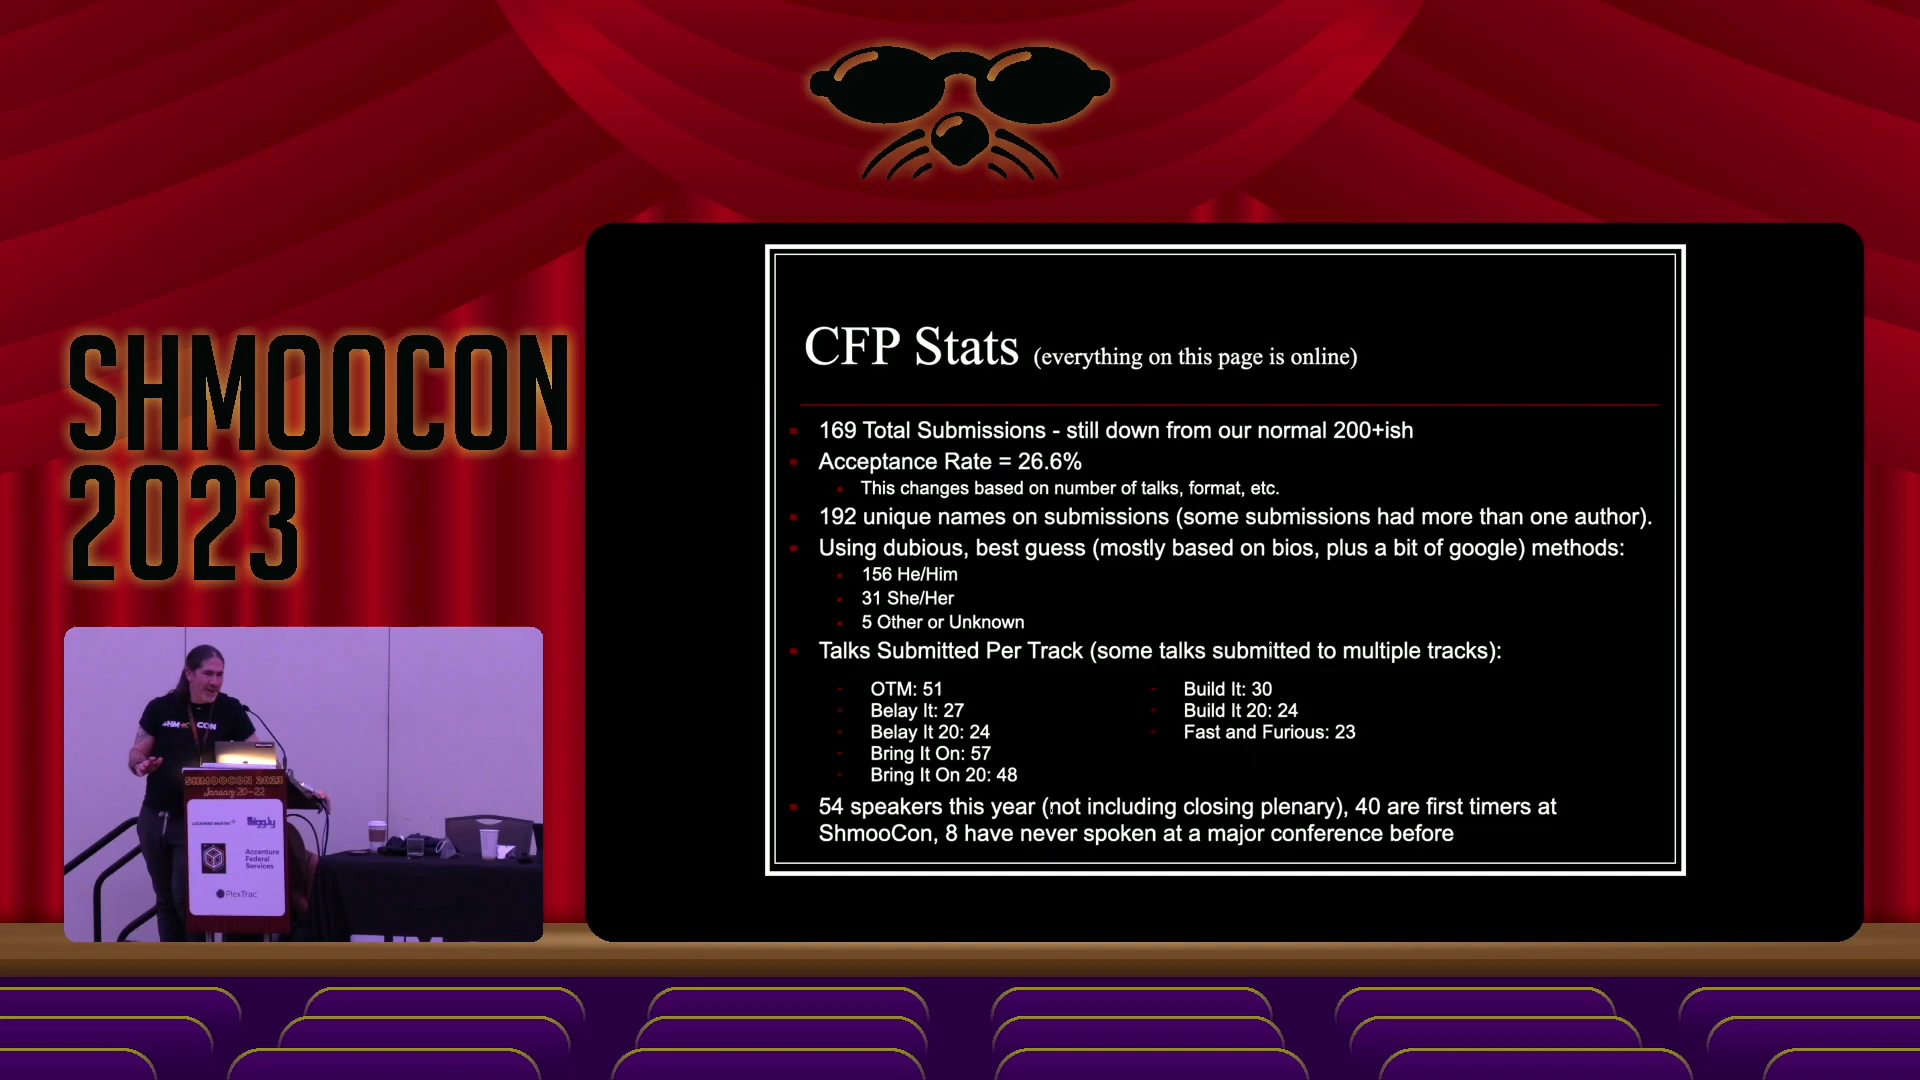 SHMOOCON
2023
CFP Stats (everything on this page is online)
169 Total Submissions - still down from our normal 200+ish
Acceptance Rate = 26.6%
This changes based on number of talks, format, etc.
192 unique names on submissions (some submissions had more than one author).
Using dubious, best guess (mostly based on bios, plus a bit of google) methods:
156 He/Him
31 She/Her
5 Other or Unknown
Talks Submitted Per Track (some talks submitted to multiple tracks):
OTM: 51
Belay It: 27
Belay It 20: 24
Bring It On: 57
Bring It On 20: 48
Build It: 30
Build It 20: 24
Fast and Furious: 23
54 speakers this year (not including closing plenary), 40 are first timers at
ShmooCon, 8 have never spoken at a major conference before
SHMOOCON 2023
January 20-22
LOCKHEED MARTIN
Accenture
Federal
Services
PlexTrac